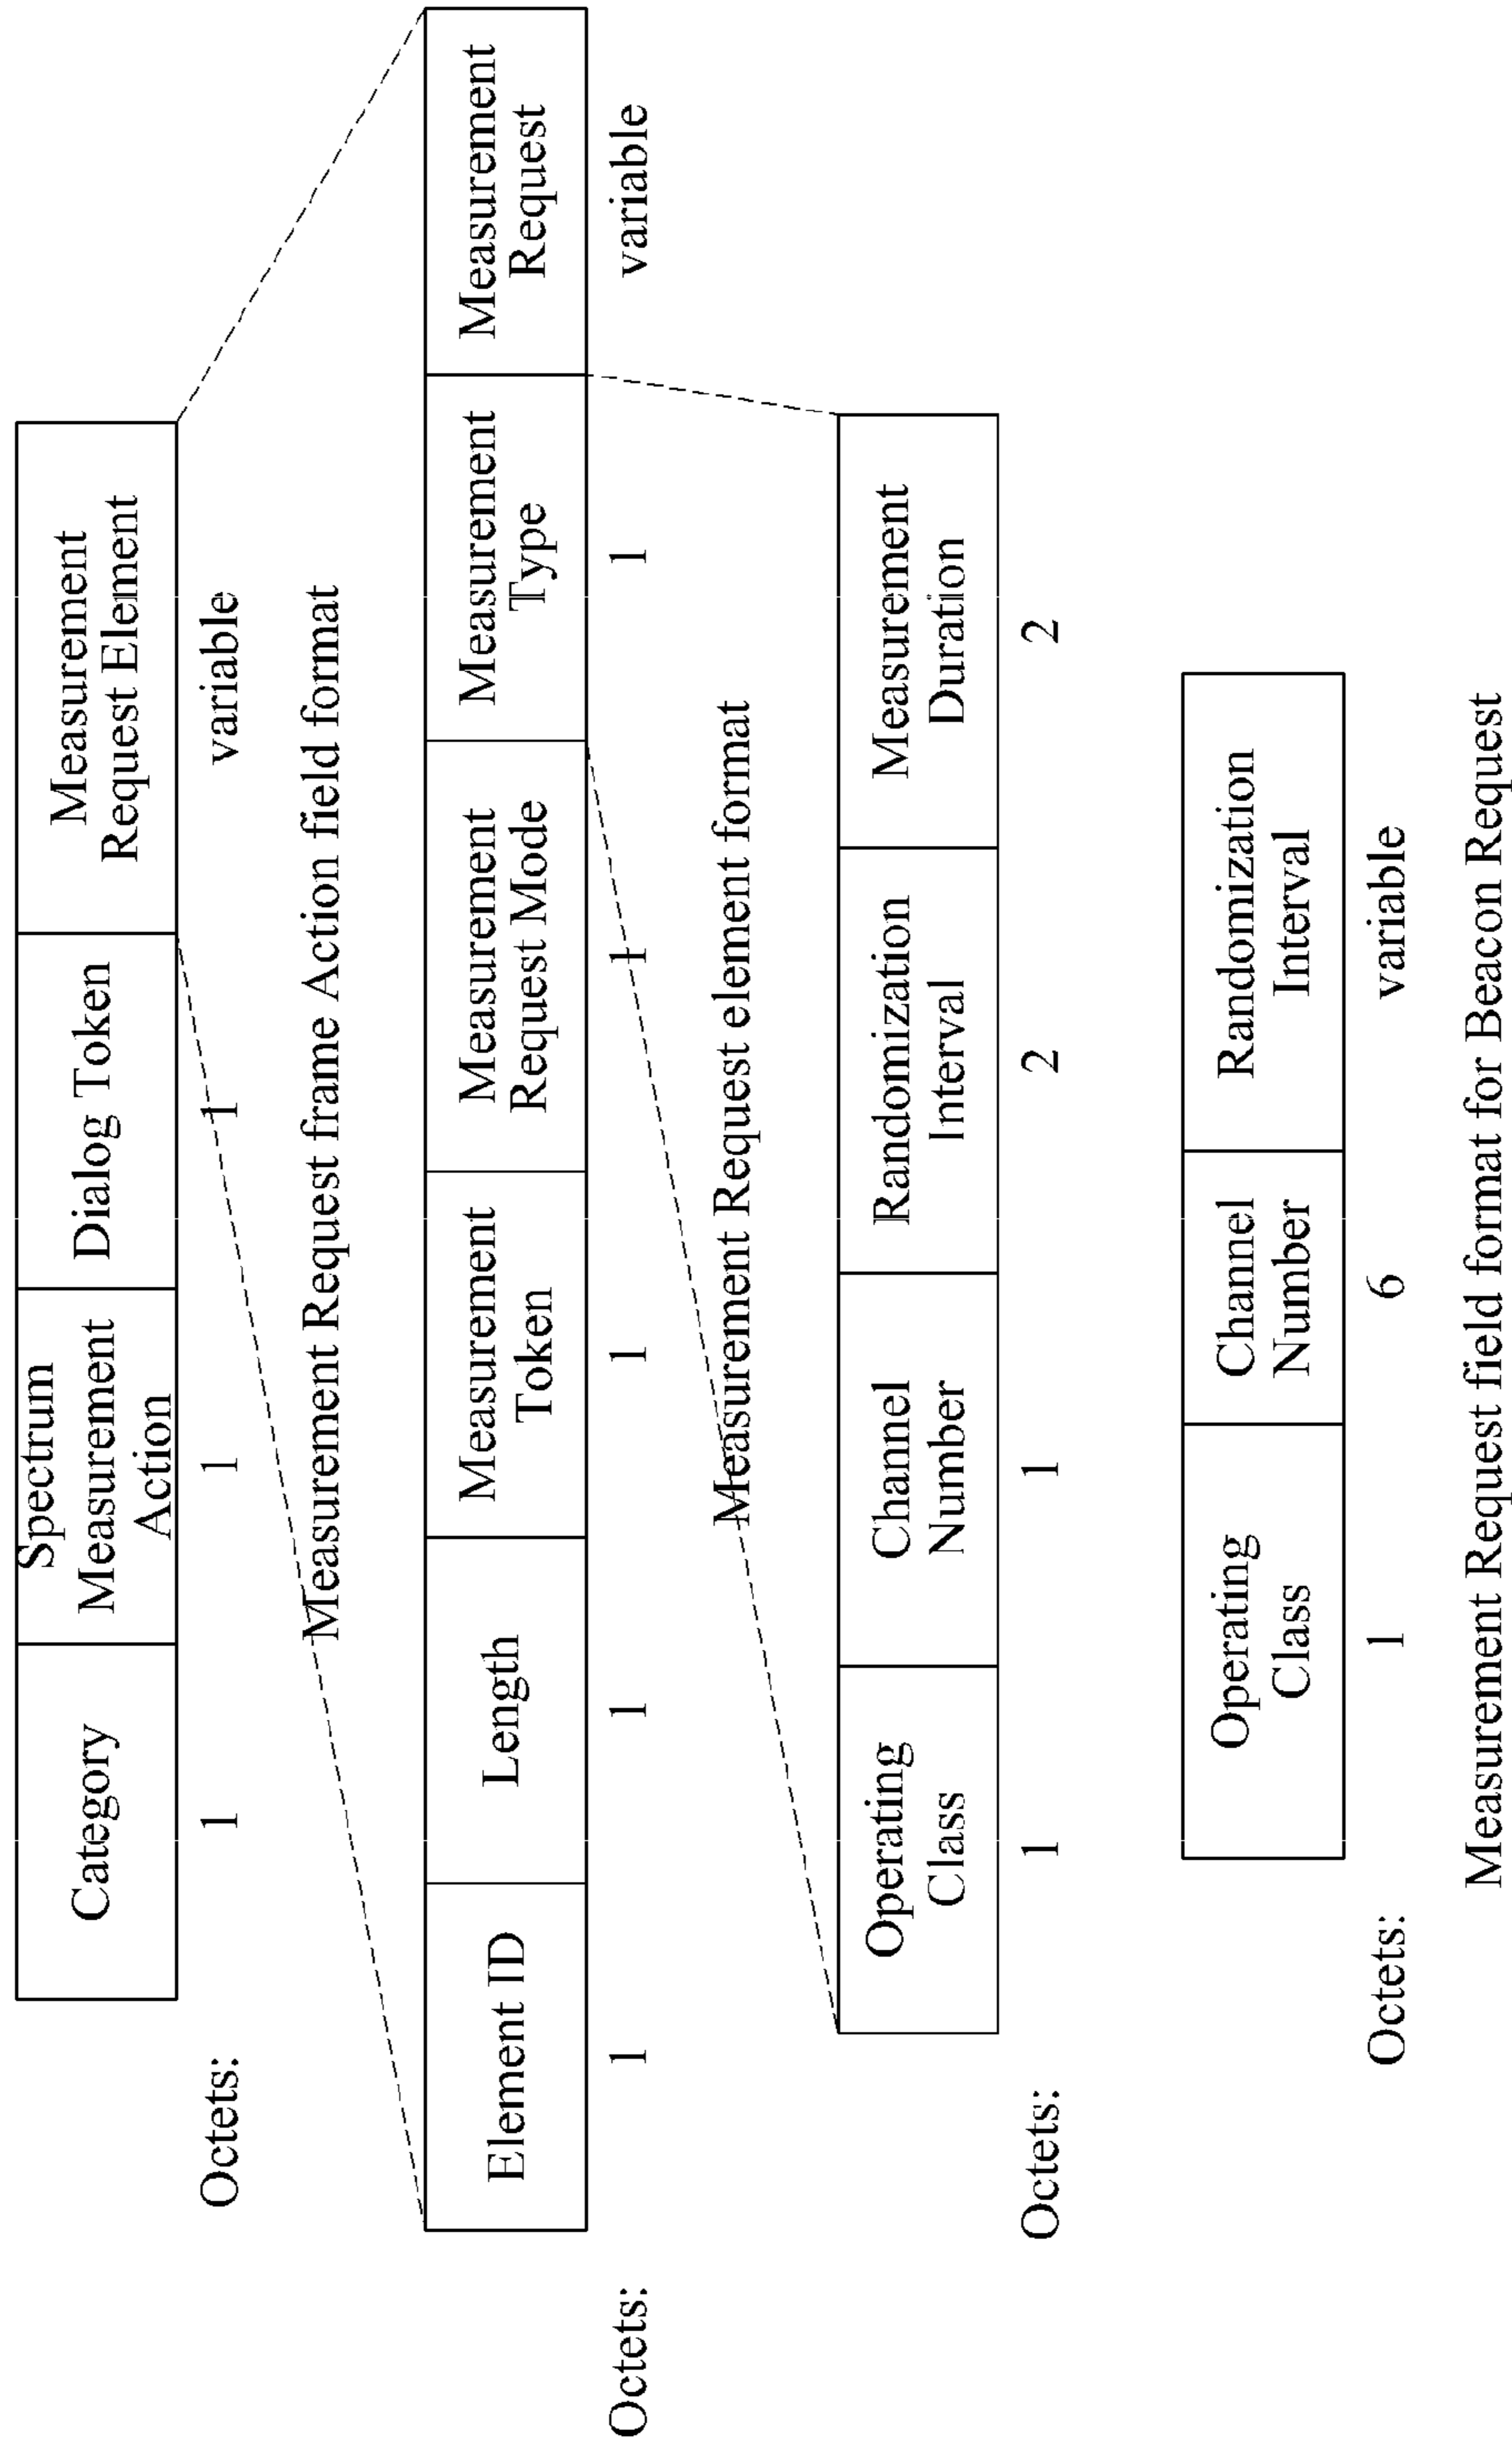 Category
Spectrum
Measurement
Action
Dialog Token
Measurement
Request Element
Octets: 1 1 1 variable
Measurement Request frame Action field format
Element ID
Length
Measurement
Token
Measurement
Request Mode
Measurement
Type
Measurement
Request
Octets: 1 1 1 1 1 variable
Measurement Request element format
Operating
Class
Channel
Number
Randomization
Interval
Measurement
Duration
Octets: 1 1 2 2
Operating
Class
Channel
Number
Randomization
Interval
Octets: 1 6 variable
Measurement Request field format for Beacon Request